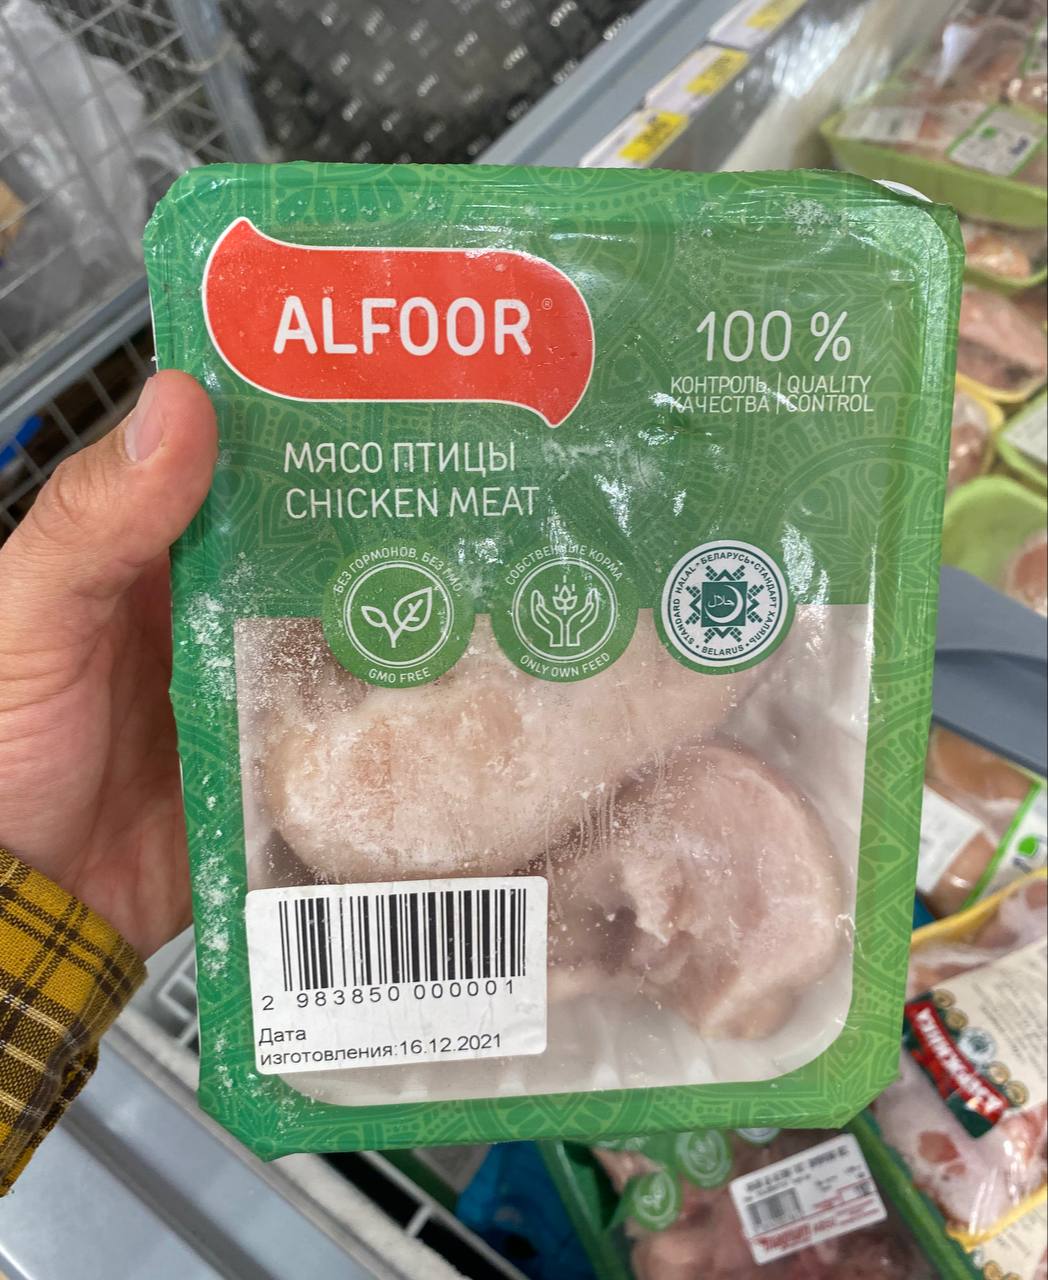 ALFOOR®
100 %
КОНТРОЛЬ | QUALITY
КАЧЕСТВА | CONTROL
МЯСО ПТИЦЫ
CHICKEN MEAT
БЕЗ ГОРМОНОВ, БЕЗ ГМО
GMO FREE
СОБСТВЕННЫЕ КОРМА
ONLY OWN FEED
БЕЛАРУСЬ • СТАНДАРТ ХАЛЯЛЬ • BELARUS • STANDARD HALAL
حلال
2 983850 000001
Дата
изготовления:16.12.2021